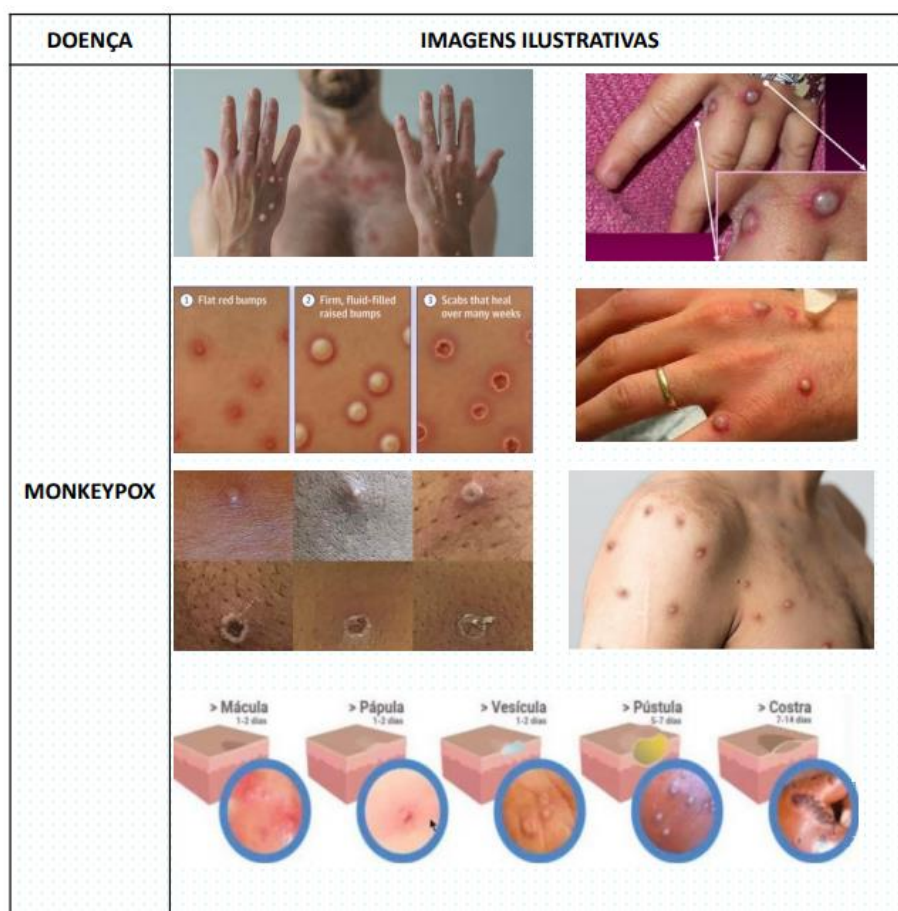 DOENÇA
IMAGENS ILUSTRATIVAS
MONKEYPOX
1 Flat red bumps
2 Firm, fluid-filled
raised bumps
3 Scabs that heal
over many weeks
> Mácula
1-2 dias
> Pápula
1-2 dias
> Vesícula
1-2 dias
> Pústula
5-7 dias
> Costra
7-14 dias